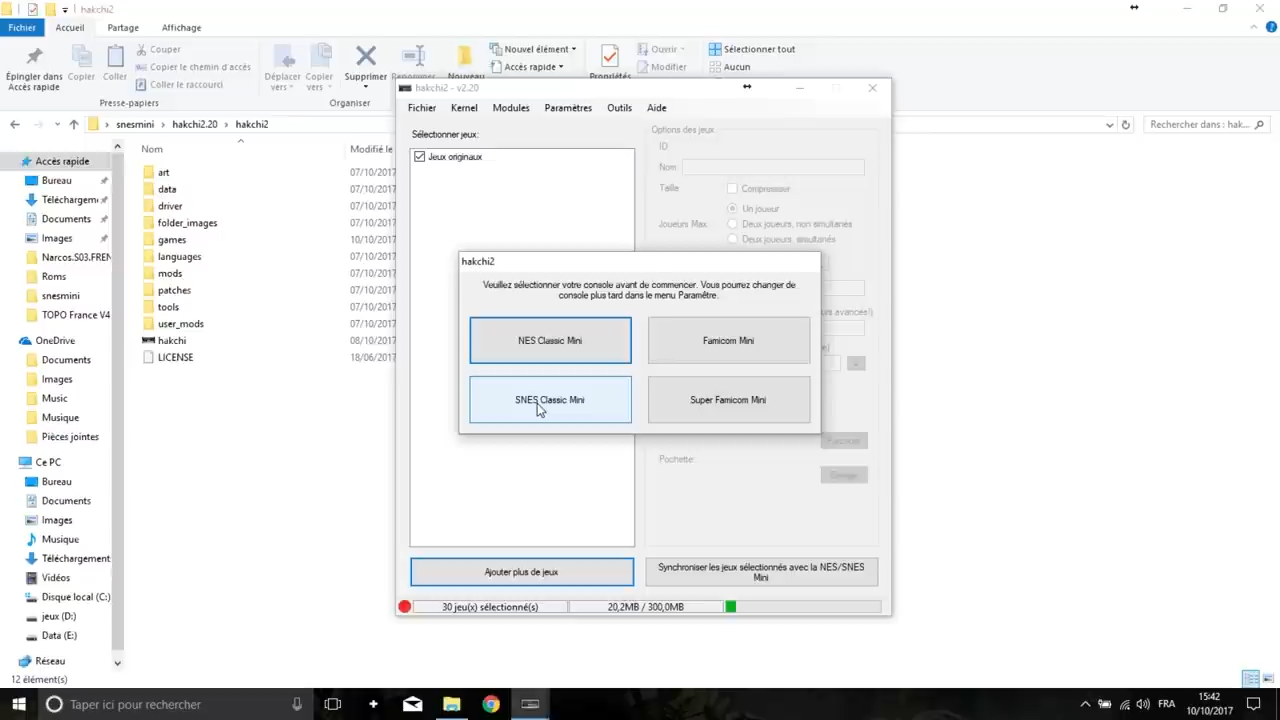 hakchi2
Fichier
Accueil
Partage
Affichage
Épingler dans
Accès rapide
Copier
Coller
Couper
Copier le chemin d'accès
Coller le raccourci
Presse-papiers
Déplacer
vers
Copier
vers
Supprimer
Renommer
Organiser
Nouveau
Nouvel élément
Accès rapide
Propriétés
Ouvrir
Modifier
Sélectionner tout
Aucun
snesmini
hakchi2.20
hakchi2
Rechercher dans : hak...
Accès rapide
Bureau
Téléchargem
Documents
Images
Narcos.S03.FREN
Roms
snesmini
TOPO France V4
OneDrive
Documents
Images
Music
Musique
Pièces jointes
Ce PC
Bureau
Documents
Images
Musique
Téléchargement
Vidéos
Disque local (C:)
jeux (D:)
Data (E:)
Réseau
12 élément(s)
Nom
Modifié le
art 07/10/2017
data 07/10/2017
driver 07/10/2017
folder_images 07/10/2017
games 10/10/2017
languages 07/10/2017
mods 07/10/2017
patches 07/10/2017
tools 07/10/2017
user_mods 07/10/2017
hakchi 08/10/2017
LICENSE 18/06/2017
hakchi2 - v2.20
Fichier
Kernel
Modules
Paramètres
Outils
Aide
Sélectionner jeux:
Jeux originaux
Options des jeux
ID
Nom
Taille
Compresseur
Joueurs Max
Un joueur
Deux joueurs, non simultanés
Deux joueurs, simultanés
hakchi2
Veuillez sélectionner votre console avant de commencer. Vous pourrez changer de
console plus tard dans le menu Paramêtre.
NES Classic Mini
Famicom Mini
SNES Classic Mini
Super Famicom Mini
Pochette:
Ajouter plus de jeux
Synchroniser les jeux sélectionnés avec la NES/SNES
Mini
30 jeu(x) sélectionné(s)
20,2MB / 300,0MB
Taper ici pour rechercher
FRA
15:42
10/10/2017